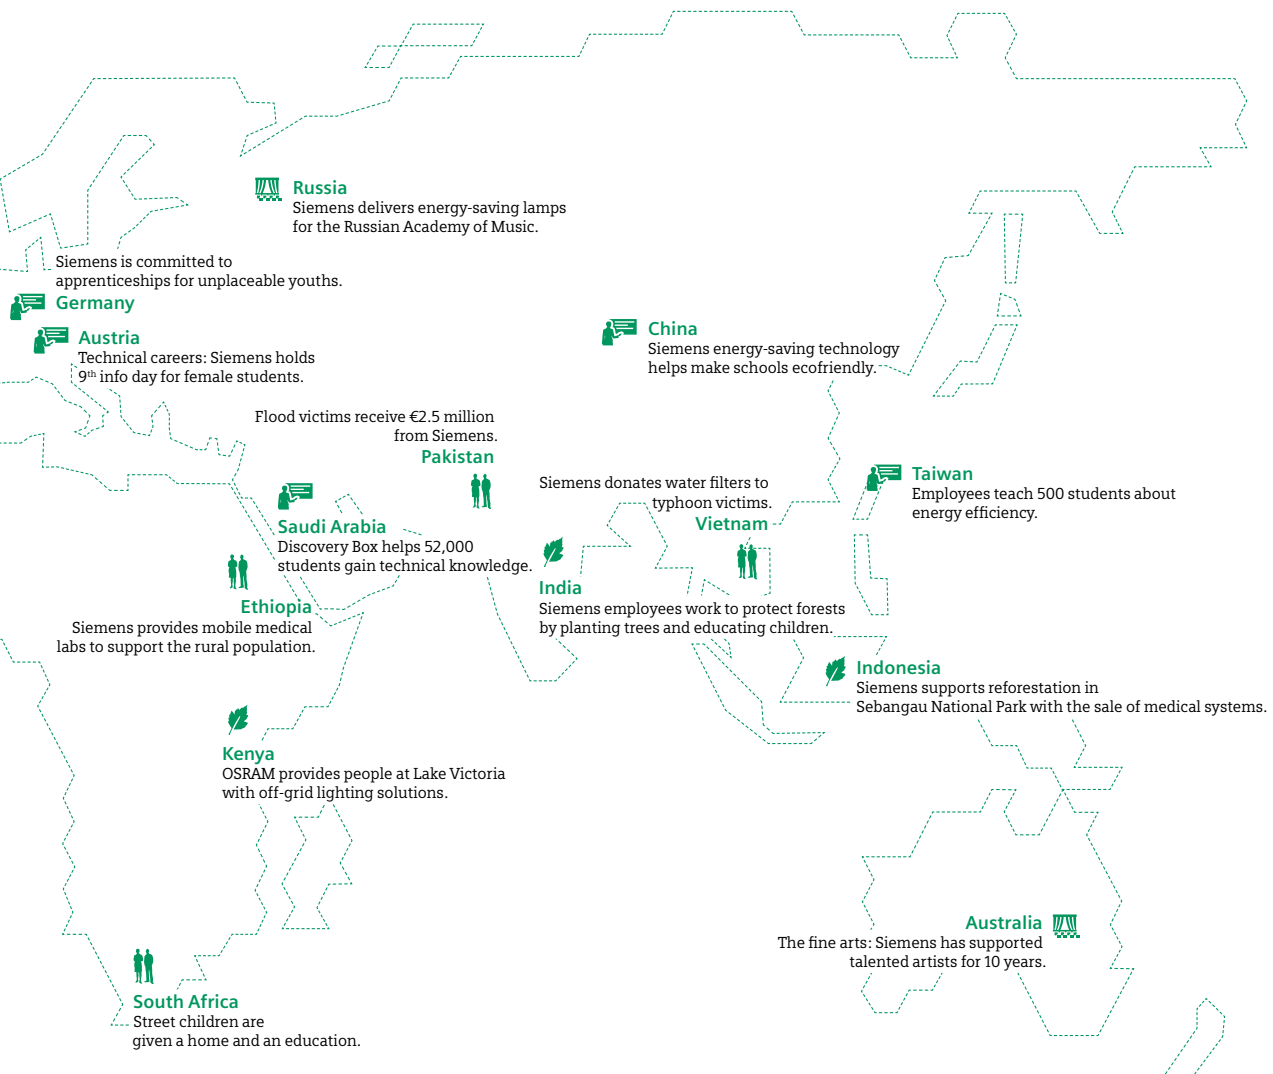 Russia
Siemens delivers energy-saving lamps
for the Russian Academy of Music.
Siemens is committed to
apprenticeships for unplaceable youths.
Germany
Austria
Technical careers: Siemens holds
9th info day for female students.
China
Siemens energy-saving technology
helps make schools ecofriendly.
Flood victims receive €2.5 million
from Siemens.
Pakistan
Siemens donates water filters to
typhoon victims.
Vietnam
Taiwan
Employees teach 500 students about
energy efficiency.
Saudi Arabia
Discovery Box helps 52,000
students gain technical knowledge.
India
Siemens employees work to protect forests
by planting trees and educating children.
Ethiopia
Siemens provides mobile medical
labs to support the rural population.
Indonesia
Siemens supports reforestation in
Sebangau National Park with the sale of medical systems.
Kenya
OSRAM provides people at Lake Victoria
with off-grid lighting solutions.
Australia
The fine arts: Siemens has supported
talented artists for 10 years.
South Africa
Street children are
given a home and an education.